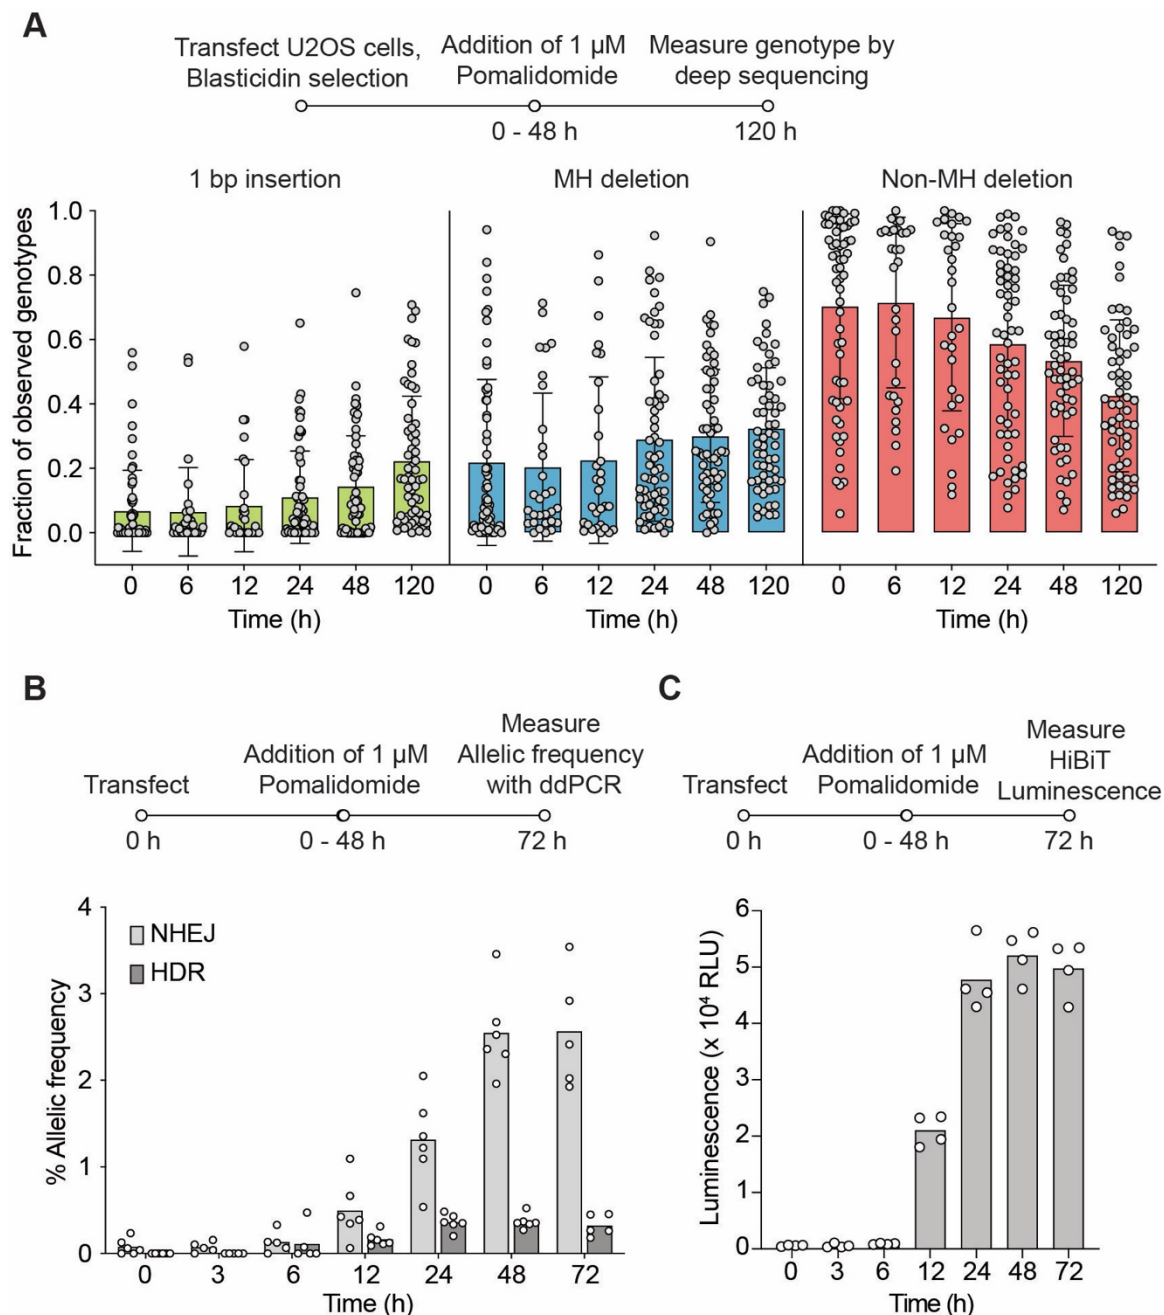 A
Transfect U2OS cells,
Blasticidin selection
Addition of 1 µM
Pomalidomide
Measure genotype by
deep sequencing
0 - 48 h
120 h
1 bp insertion
MH deletion
Non-MH deletion
Fraction of observed genotypes
1.0
0.8
0.6
0.4
0.2
0.0
0 6 12 24 48 120
0 6 12 24 48 120
0 6 12 24 48 120
Time (h)
Time (h)
Time (h)
B
Transfect
Addition of 1 µM
Pomalidomide
Measure
Allelic frequency
with ddPCR
0 h
0 - 48 h
72 h
% Allelic frequency
4
3
2
1
0
NHEJ
HDR
0 3 6 12 24 48 72
Time (h)
C
Transfect
Addition of 1 µM
Pomalidomide
Measure
HiBiT
Luminescence
0 h
0 - 48 h
72 h
Luminescence (x 10⁴ RLU)
6
5
3
2
1
0
0 3 6 12 24 48 72
Time (h)